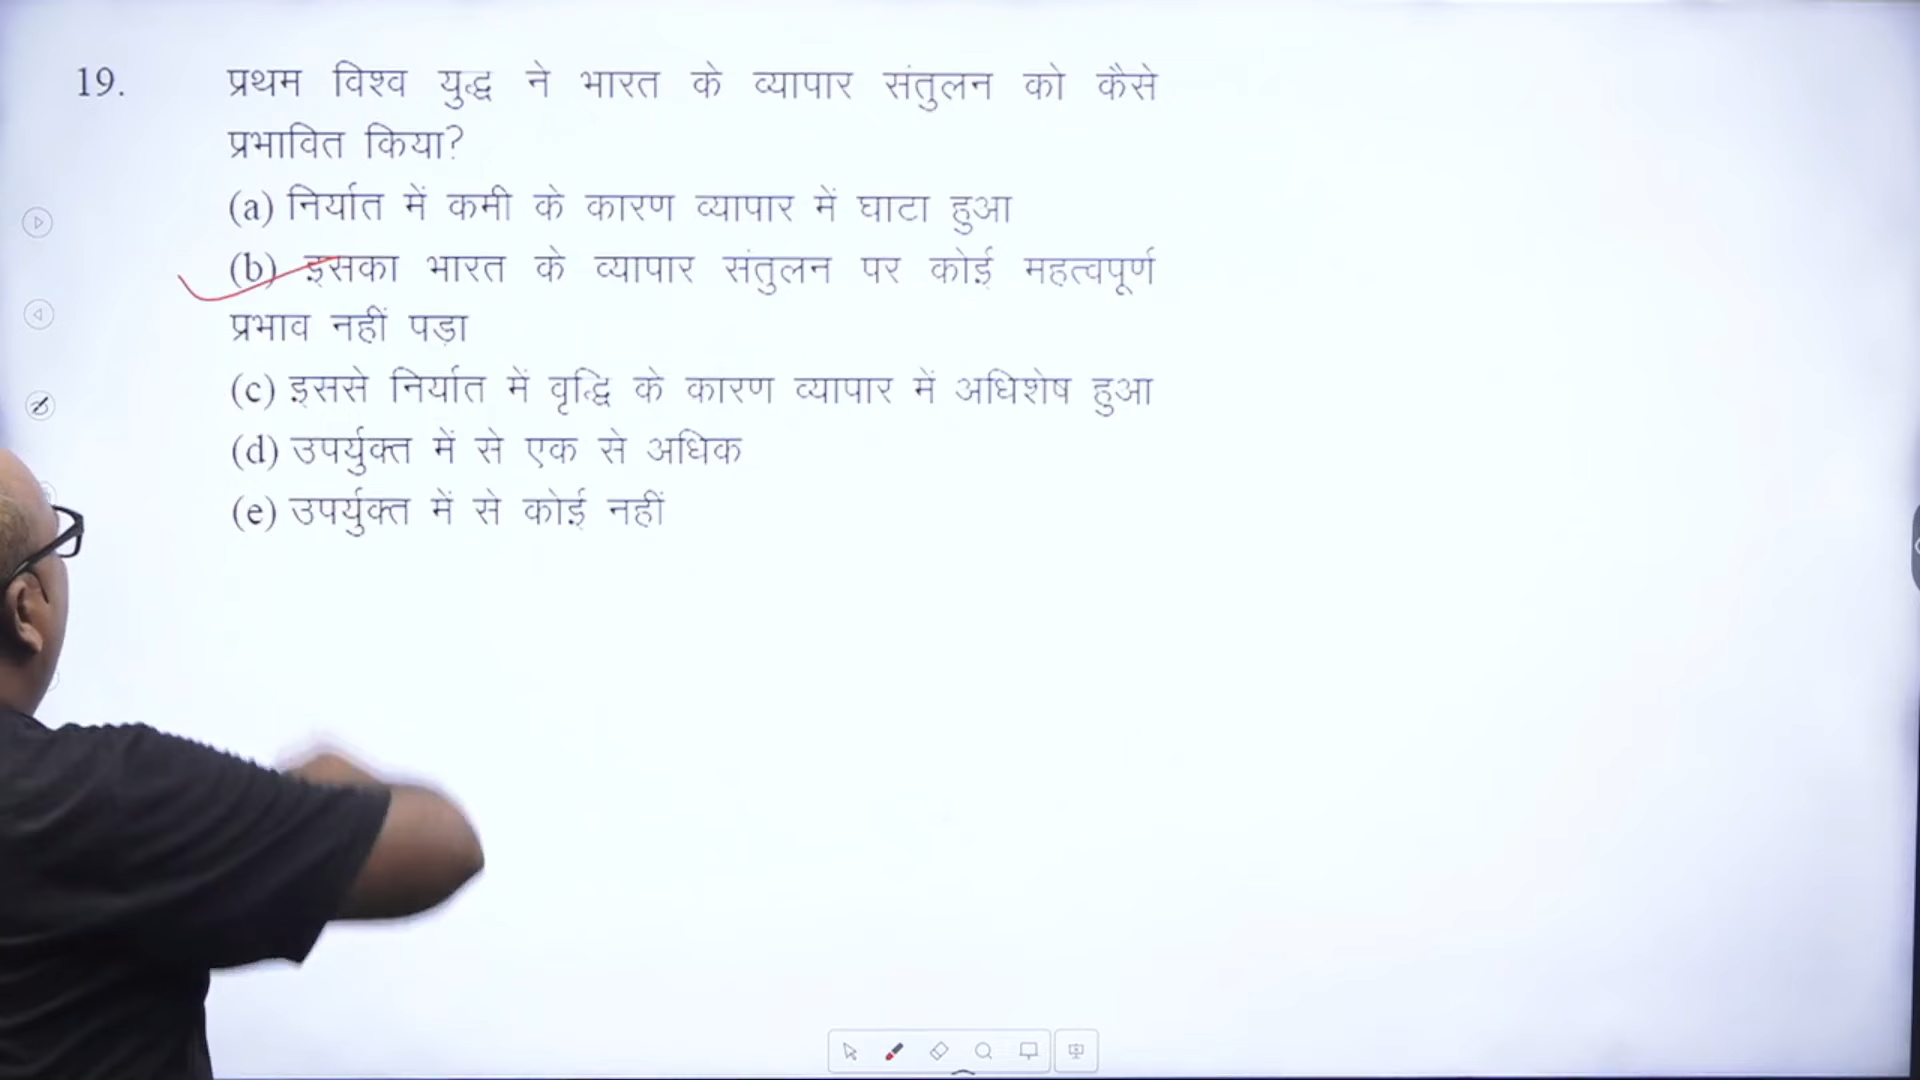 19. प्रथम विश्व युद्ध ने भारत के व्यापार संतुलन को कैसे
प्रभावित किया?
(a) निर्यात में कमी के कारण व्यापार में घाटा हुआ
(b) इसका भारत के व्यापार संतुलन पर कोई महत्वपूर्ण
प्रभाव नहीं पड़ा
(c) इससे निर्यात में वृद्धि के कारण व्यापार में अधिशेष हुआ
(d) उपर्युक्त में से एक से अधिक
(e) उपर्युक्त में से कोई नहीं